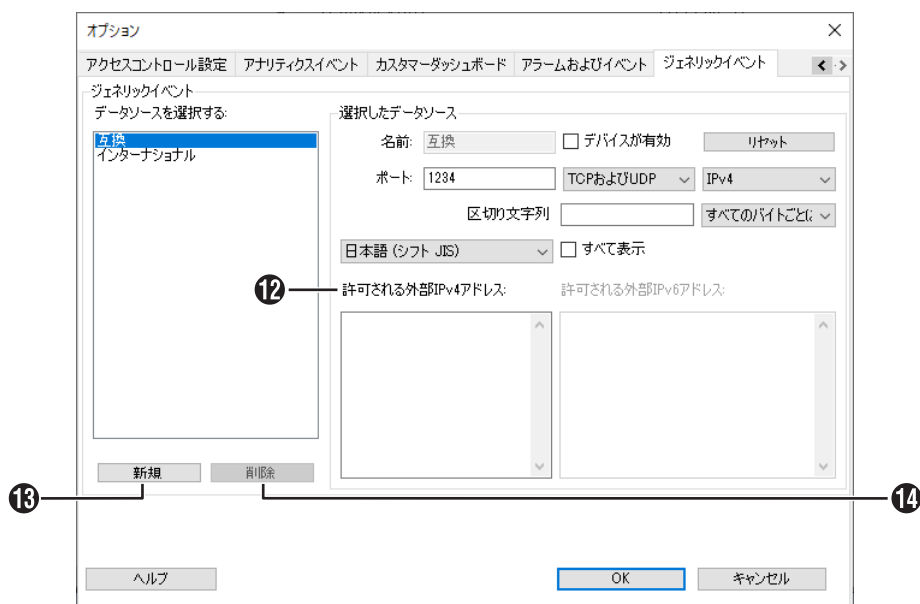 オプション
アクセスコントロール設定 アナリティクスイベント カスタマーダッシュボード アラームおよびイベント ジェネリックイベント
ジェネリックイベント
データソースを選択する: 選択したデータソース
互換
インターナショナル
名前: 互換 デバイスが有効 リセット
ポート: 1234 TCPおよびUDP IPv4
区切り文字列 すべてのバイトごとに
日本語 (シフト JIS) すべて表示
⓬ 許可される外部IPv4アドレス: 許可される外部IPv6アドレス:
新規 削除
⓭ ⓮
ヘルプ OK キャンセル